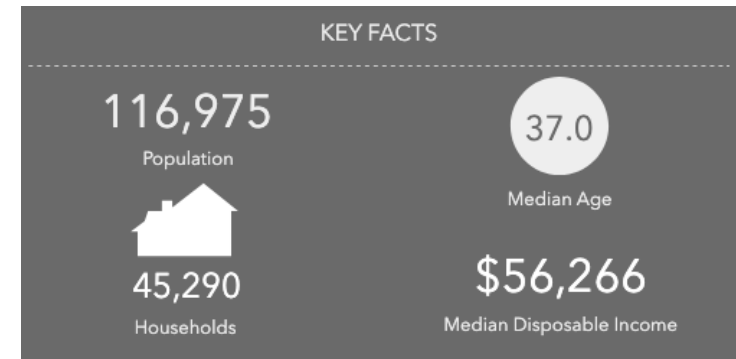 KEY FACTS
116,975
Population
37.0
Median Age
45,290
Households
$56,266
Median Disposable Income